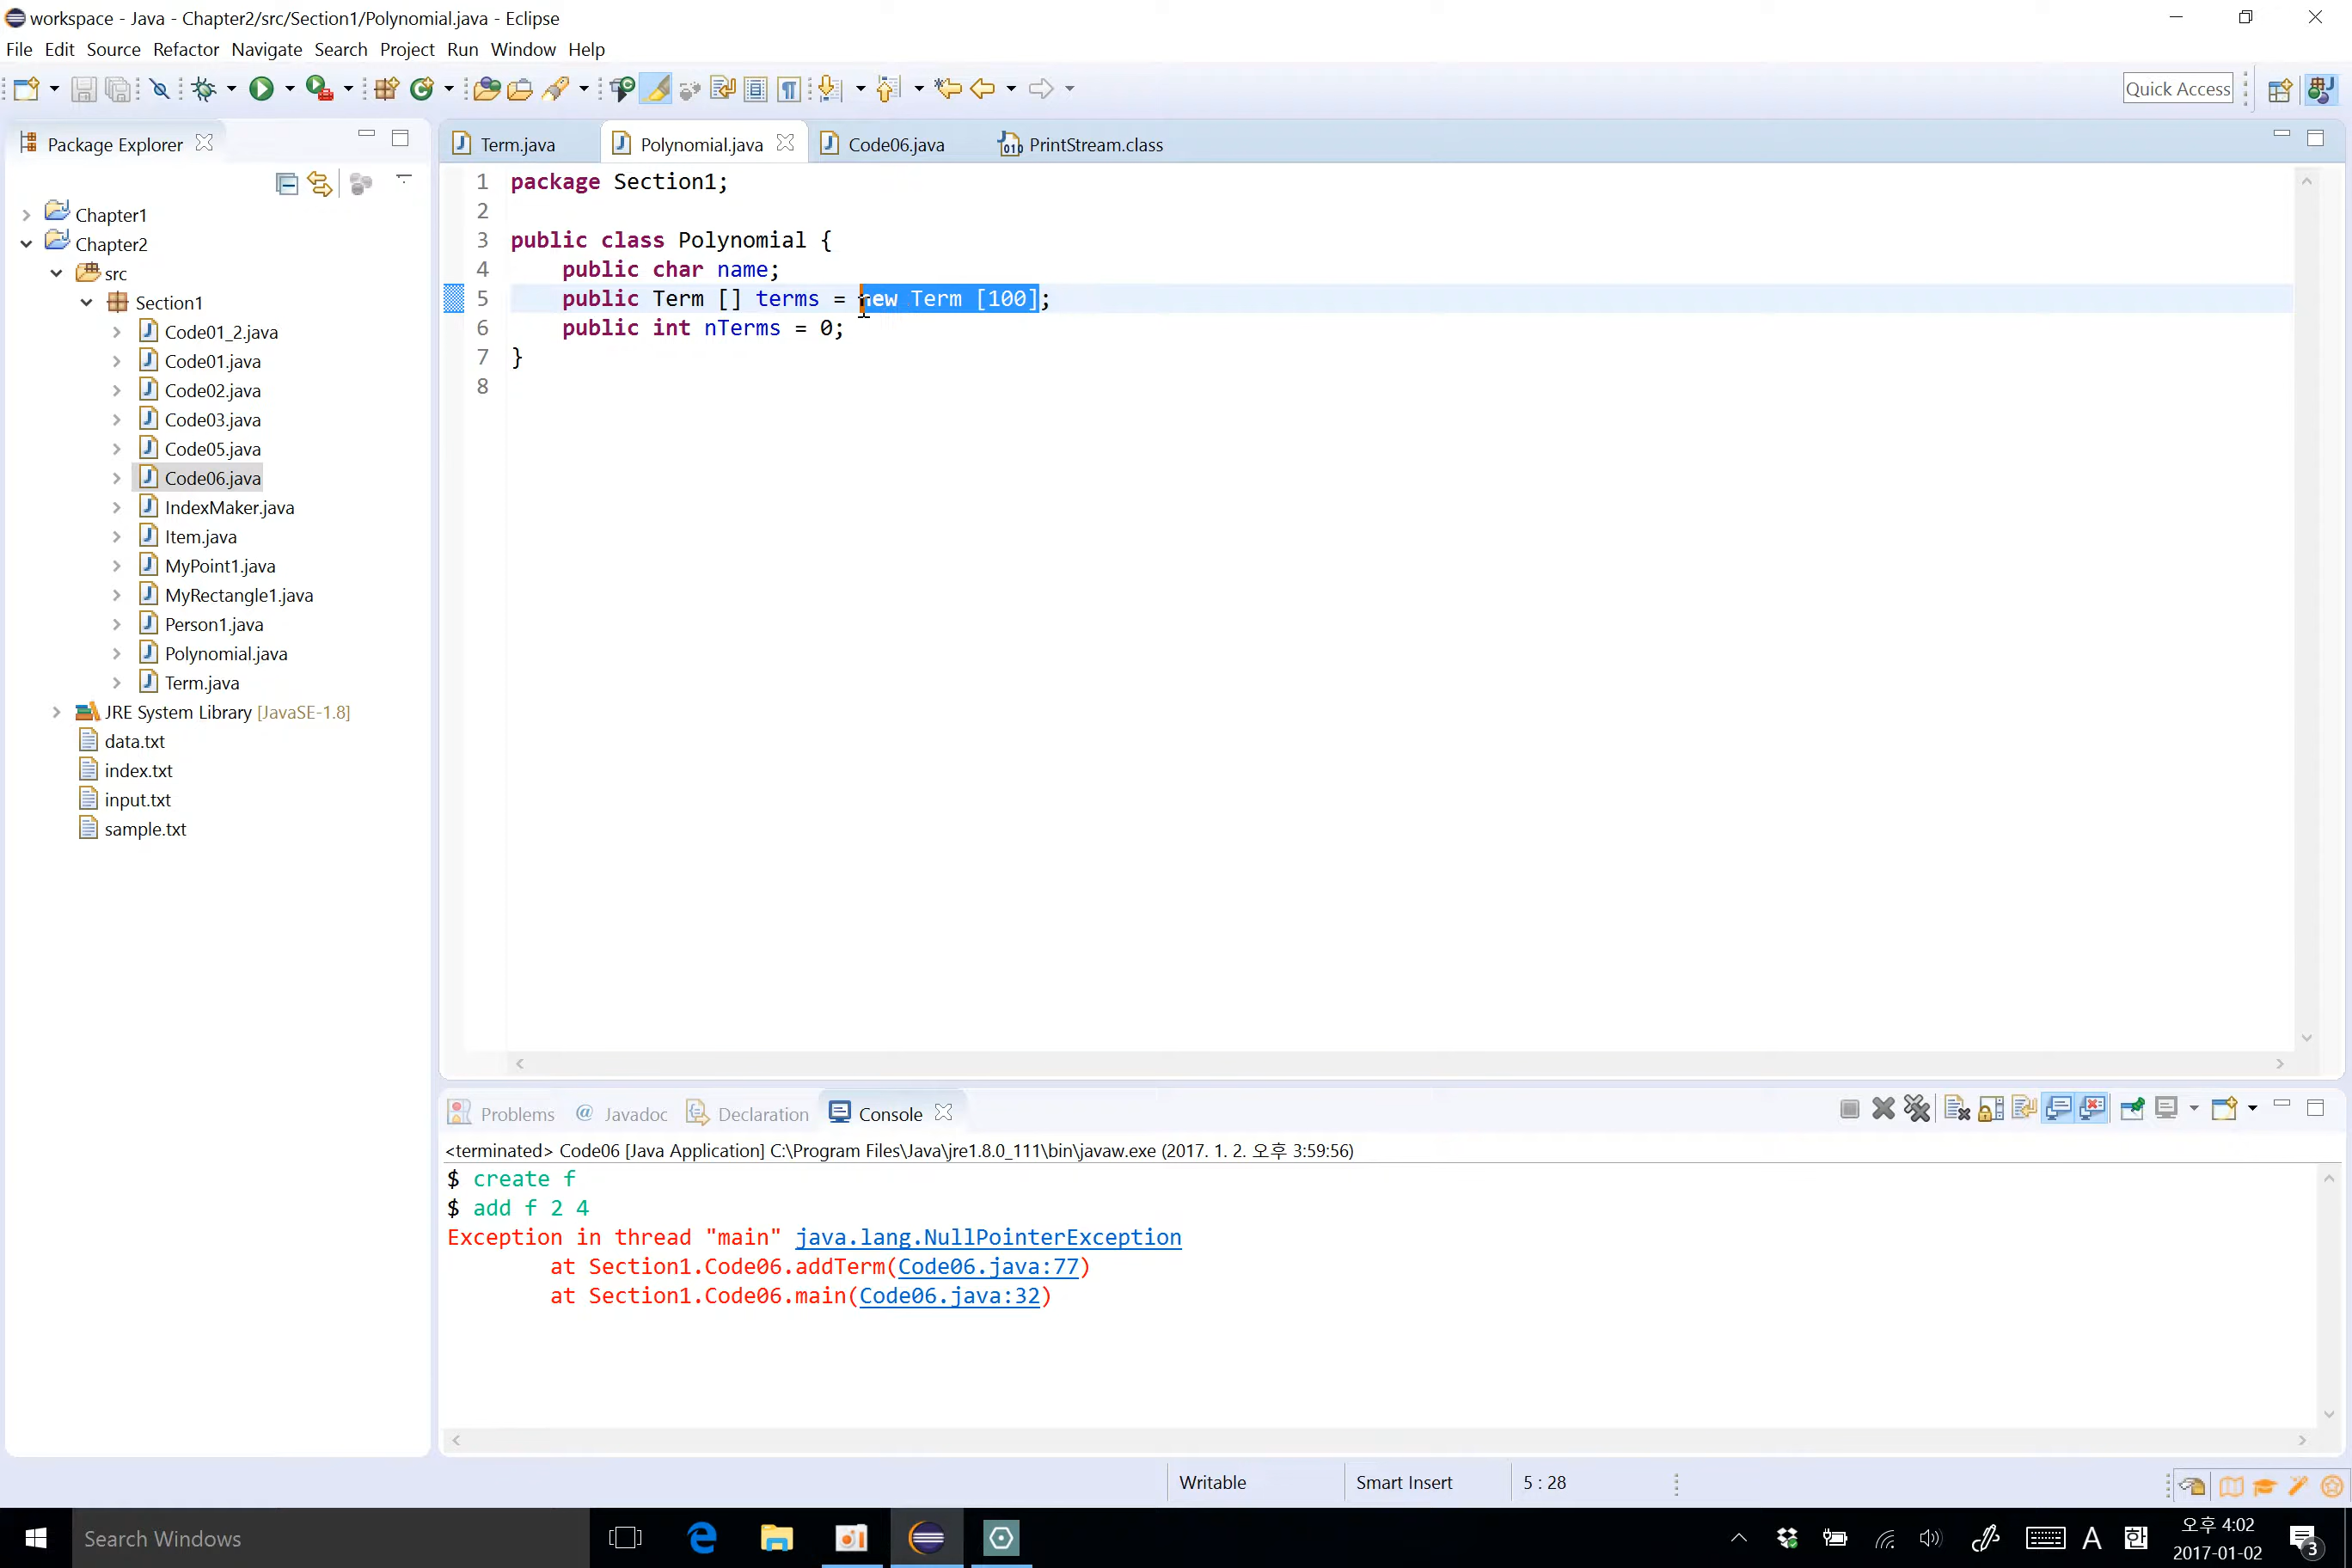 workspace - Java - Chapter2/src/Section1/Polynomial.java - Eclipse
File Edit Source Refactor Navigate Search Project Run Window Help
Quick Access
Package Explorer
Term.java Polynomial.java Code06.java PrintStream.class
Chapter1
Chapter2
src
Section1
Code01_2.java
Code01.java
Code02.java
Code03.java
Code05.java
Code06.java
IndexMaker.java
Item.java
MyPoint1.java
MyRectangle1.java
Person1.java
Polynomial.java
Term.java
JRE System Library [JavaSE-1.8]
data.txt
index.txt
input.txt
sample.txt
1 package Section1;
2
3 public class Polynomial {
4 public char name;
5 public Term [] terms = new Term [100];
6 public int nTerms = 0;
7 }
8
Problems @ Javadoc Declaration Console
<terminated> Code06 [Java Application] C:\Program Files\Java\jre1.8.0_111\bin\javaw.exe (2017. 1. 2. 오후 3:59:56)
$ create f
$ add f 2 4
Exception in thread "main" java.lang.NullPointerException
at Section1.Code06.addTerm(Code06.java:77)
at Section1.Code06.main(Code06.java:32)
Writable Smart Insert 5 : 28
Search Windows
A 한 오후 4:02
2017-01-02
3